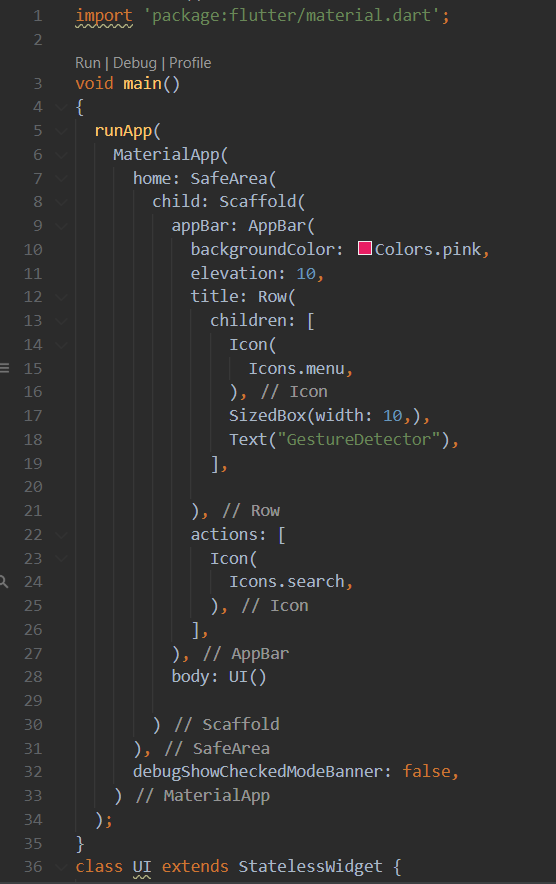 1 import 'package:flutter/material.dart';
2
Run | Debug | Profile
3 void main()
4 {
5   runApp(
6     MaterialApp(
7       home: SafeArea(
8         child: Scaffold(
9           appBar: AppBar(
10             backgroundColor: Colors.pink,
11             elevation: 10,
12             title: Row(
13               children: [
14                 Icon(
15                   Icons.menu,
16                 ), // Icon
17                 SizedBox(width: 10,),
18                 Text("GestureDetector"),
19               ],
20
21             ), // Row
22             actions: [
23               Icon(
24                 Icons.search,
25               ), // Icon
26             ],
27           ), // AppBar
28           body: UI()
29
30         ) // Scaffold
31       ), // SafeArea
32       debugShowCheckedModeBanner: false,
33     ) // MaterialApp
34   );
35 }
36 class UI extends StatelessWidget {